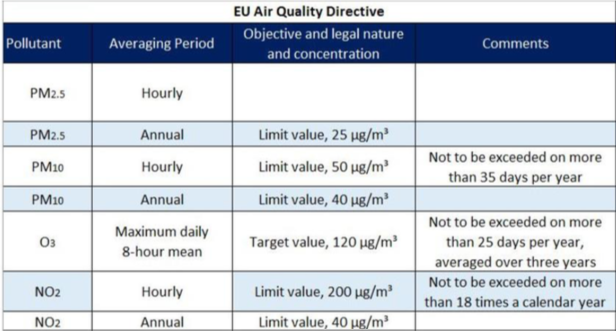 EU Air Quality Directive
Pollutant Averaging Period Objective and legal nature and concentration Comments
PM2.5 Hourly
PM2.5 Annual Limit value, 25 µg/m³
PM10 Hourly Limit value, 50 µg/m³ Not to be exceeded on more than 35 days per year
PM10 Annual Limit value, 40 µg/m³
O3 Maximum daily 8-hour mean Target value, 120 µg/m³ Not to be exceeded on more than 25 days per year, averaged over three years
NO2 Hourly Limit value, 200 µg/m³ Not to be exceeded on more than 18 times a calendar year
NO2 Annual Limit value, 40 µg/m³